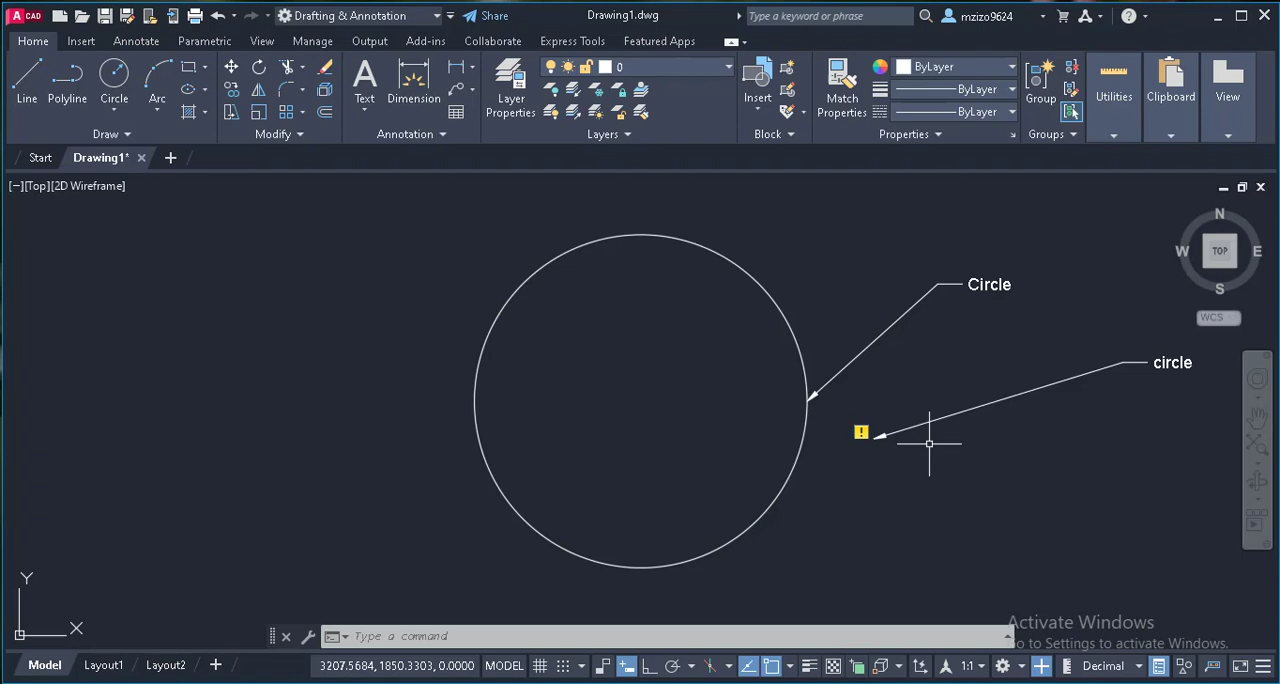 A CAD Drafting & Annotation Share Drawing1.dwg Type a keyword or phrase mzizo9624 ?
Home Insert Annotate Parametric View Manage Output Add-ins Collaborate Express Tools Featured Apps
0 ByLayer
Line Polyline Circle Arc A Text Dimension Layer Properties Insert Match Properties ByLayer Group Utilities Clipboard View
ByLayer
Draw Modify Annotation Layers Block Properties Groups
Start Drawing1* × +
[−][Top][2D Wireframe]
N
W TOP E
S
WCS
Circle
circle
!
Y
X
Type a command
Activate Windows
Go to Settings to activate Windows.
Model Layout1 Layout2 + 3207.5684, 1850.3303, 0.0000 MODEL 1:1 Decimal